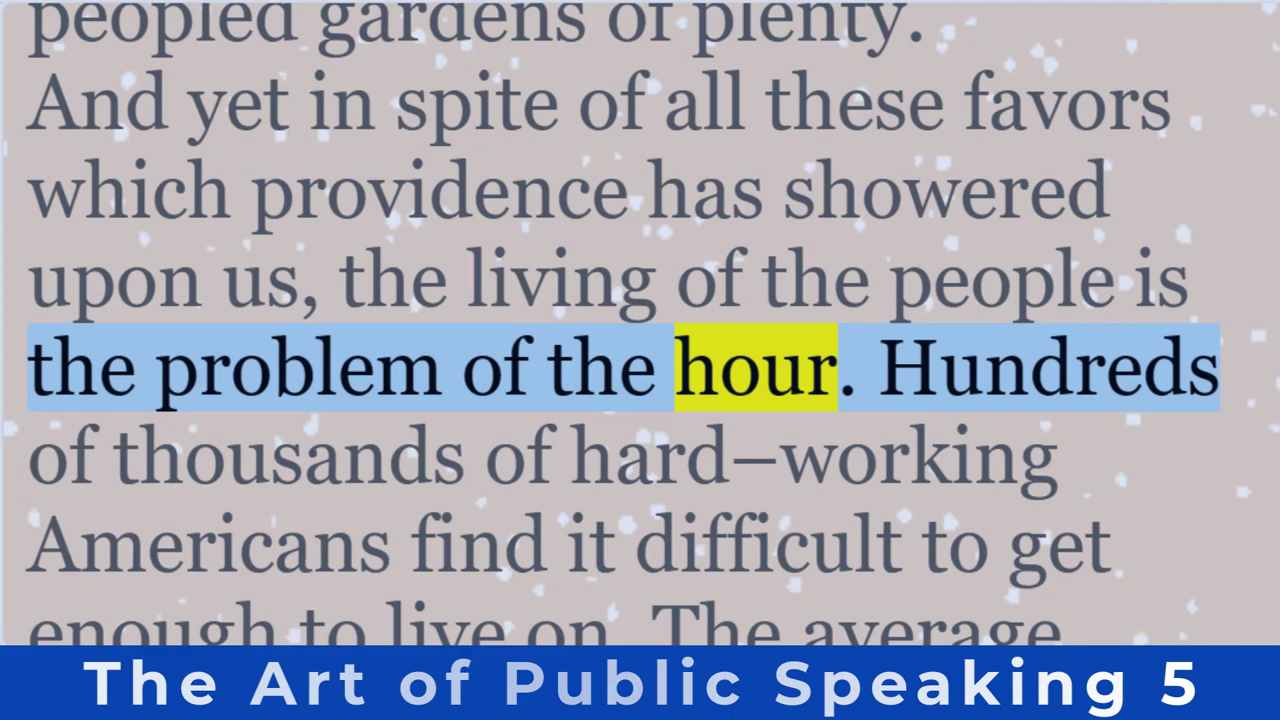 peopled gardens of plenty.
And yet in spite of all these favors
which providence has showered
upon us, the living of the people is
the problem of the hour. Hundreds
of thousands of hard–working
Americans find it difficult to get
enough to live on. The average
The Art of Public Speaking 5